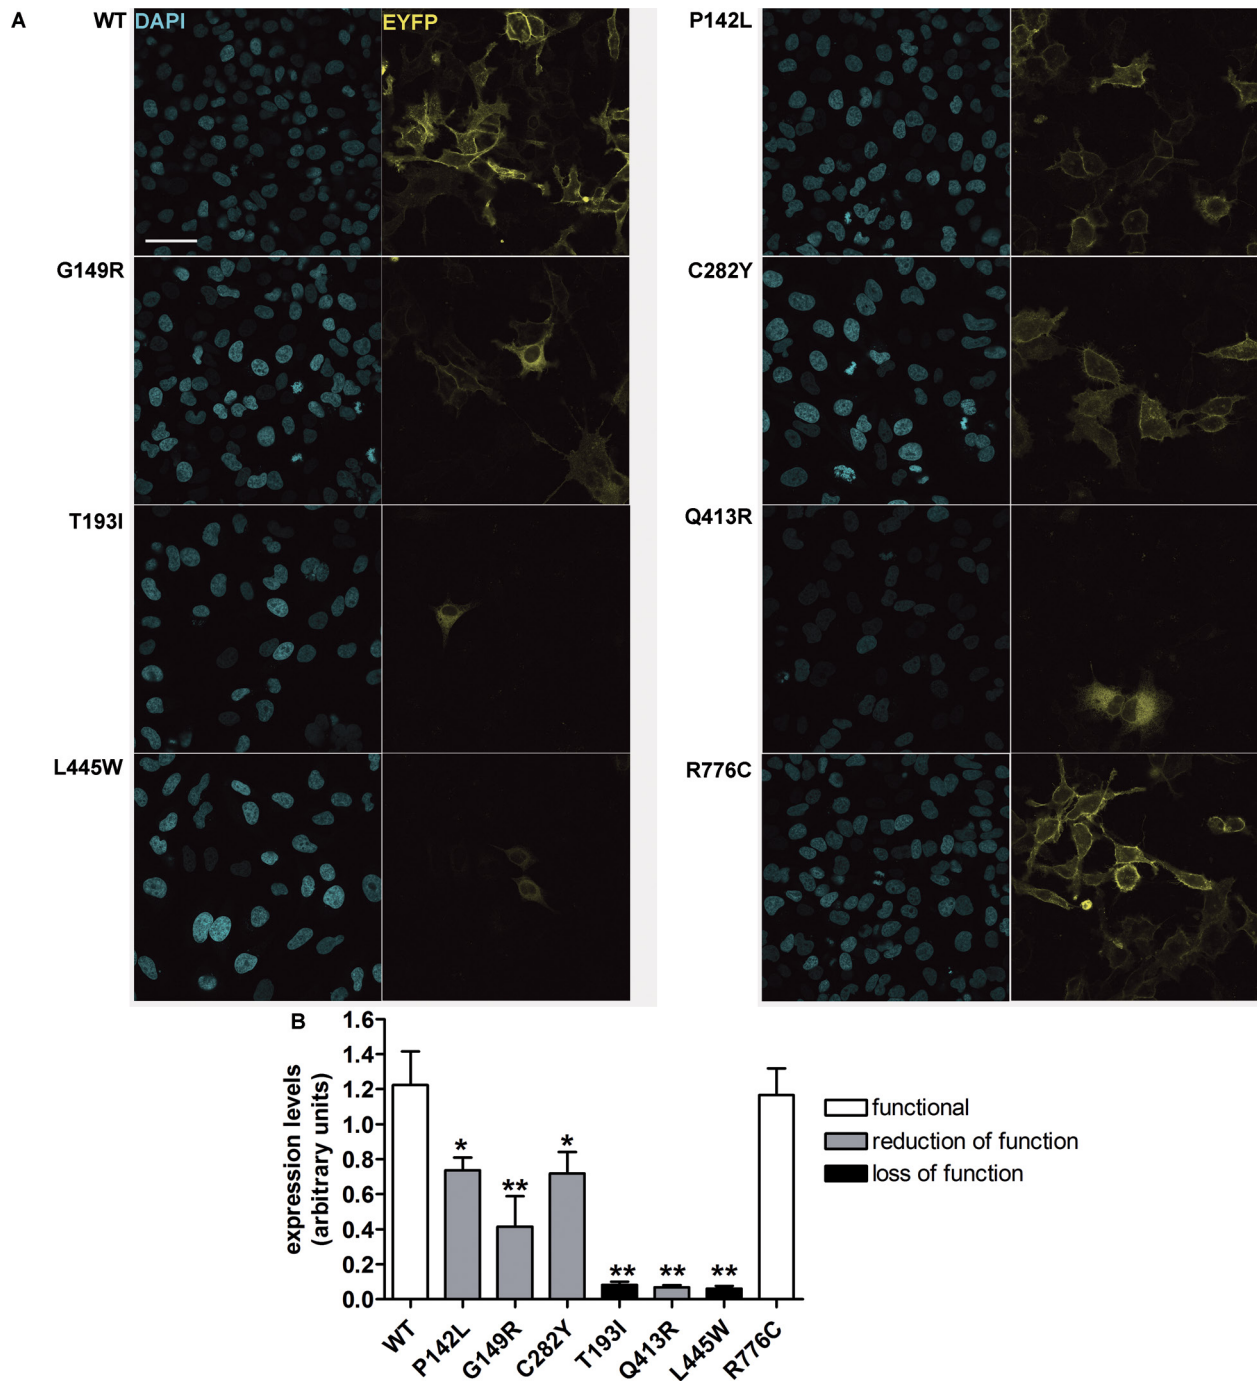 A
WT
DAPI
EYFP
P142L
G149R
C282Y
T193I
Q413R
L445W
R776C
B
expression levels
(arbitrary units)
1.6
1.4
1.2
1.0
0.8
0.6
0.4
0.2
0.0
*
**
*
**
**
**
WT
P142L
G149R
C282Y
T193I
Q413R
L445W
R776C
functional
reduction of function
loss of function